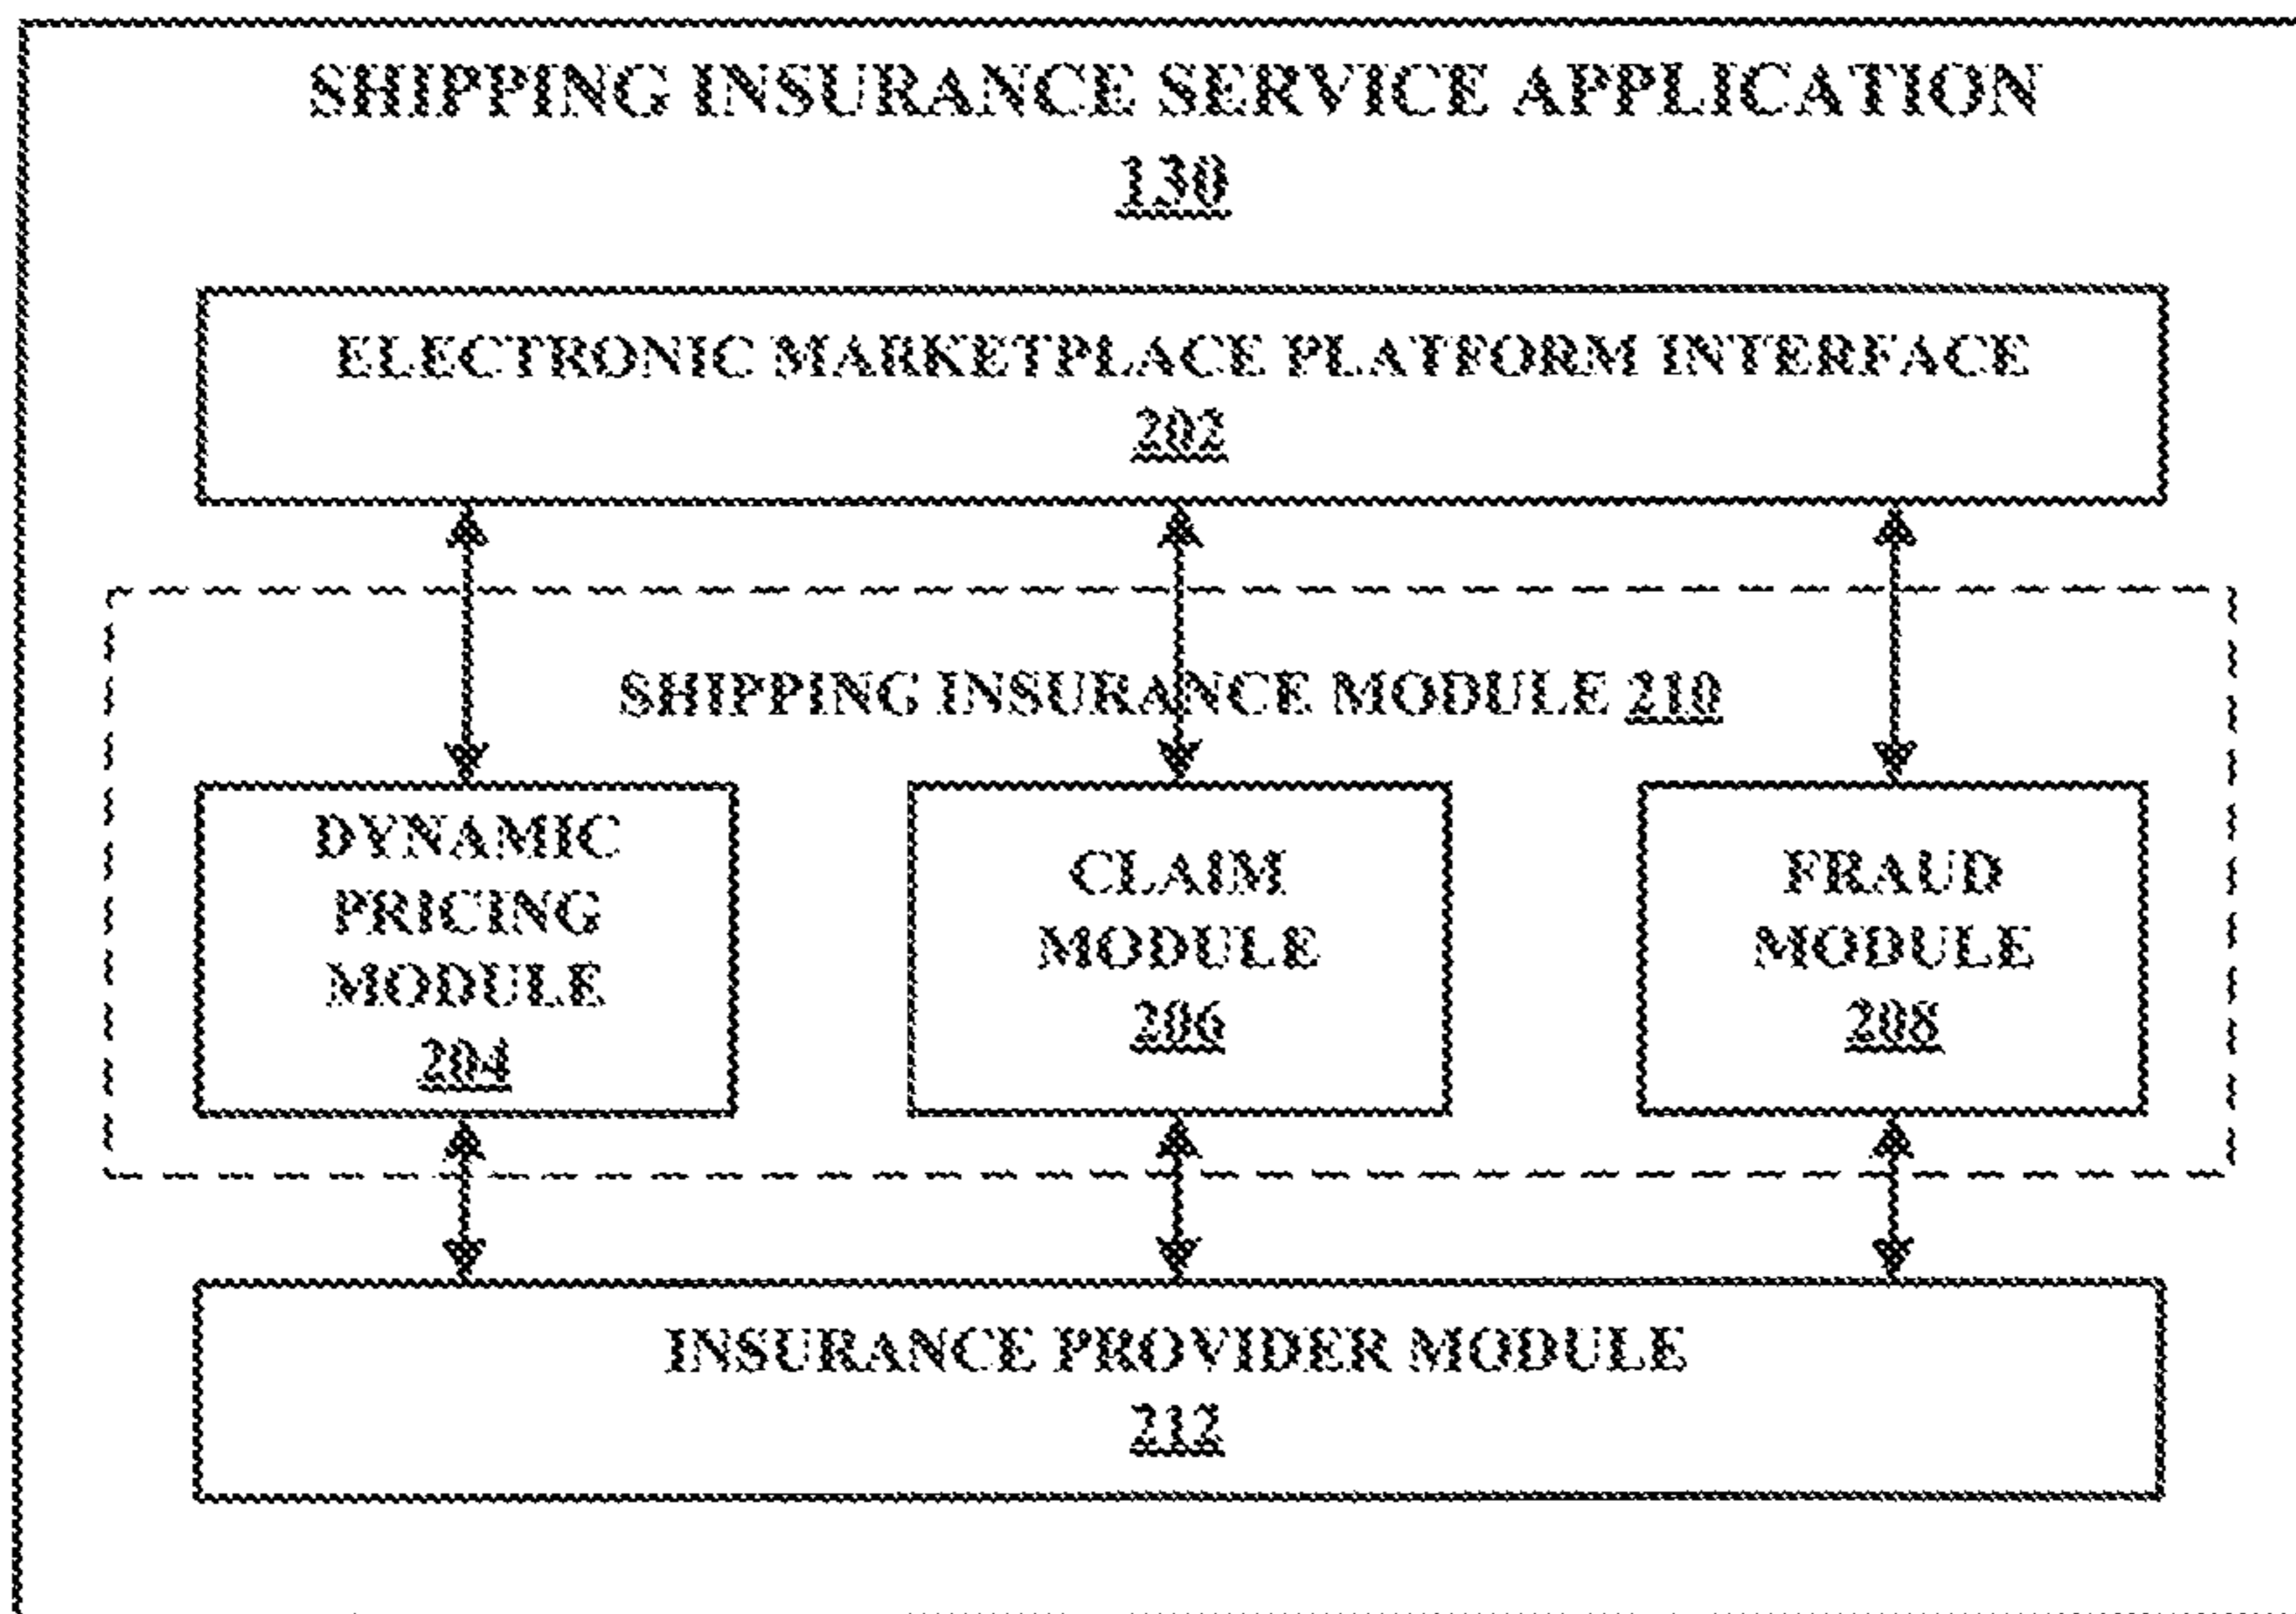 SHIPPING INSURANCE SERVICE APPLICATION
130
ELECTRONIC MARKETPLACE PLATFORM INTERFACE
202
SHIPPING INSURANCE MODULE 210
DYNAMIC
PRICING
MODULE
204
CLAIM
MODULE
206
FRAUD
MODULE
208
INSURANCE PROVIDER MODULE
212